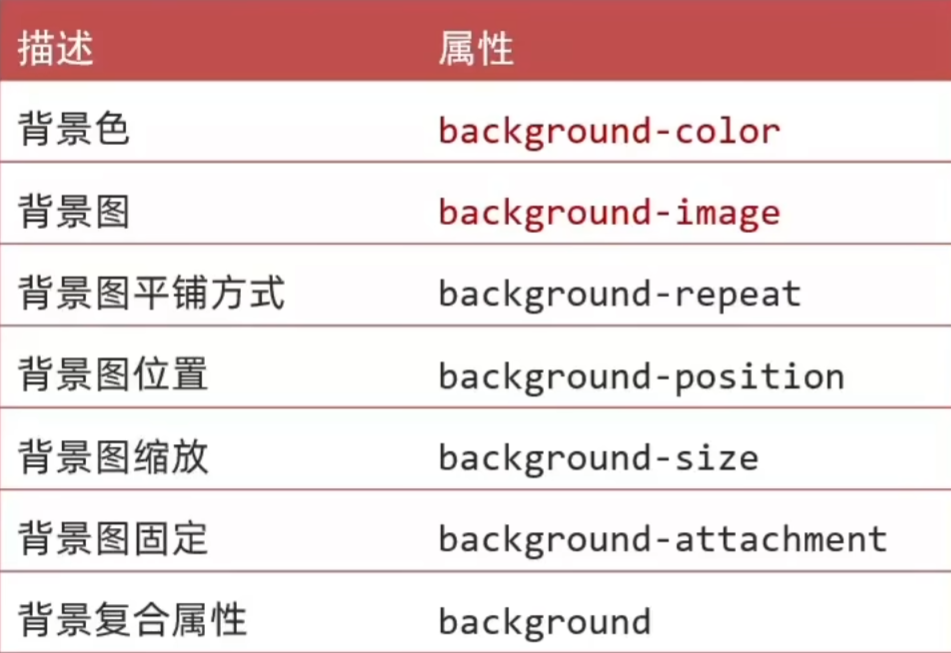 描述 属性
背景色 background-color
背景图 background-image
背景图平铺方式 background-repeat
背景图位置 background-position
背景图缩放 background-size
背景图固定 background-attachment
背景复合属性 background